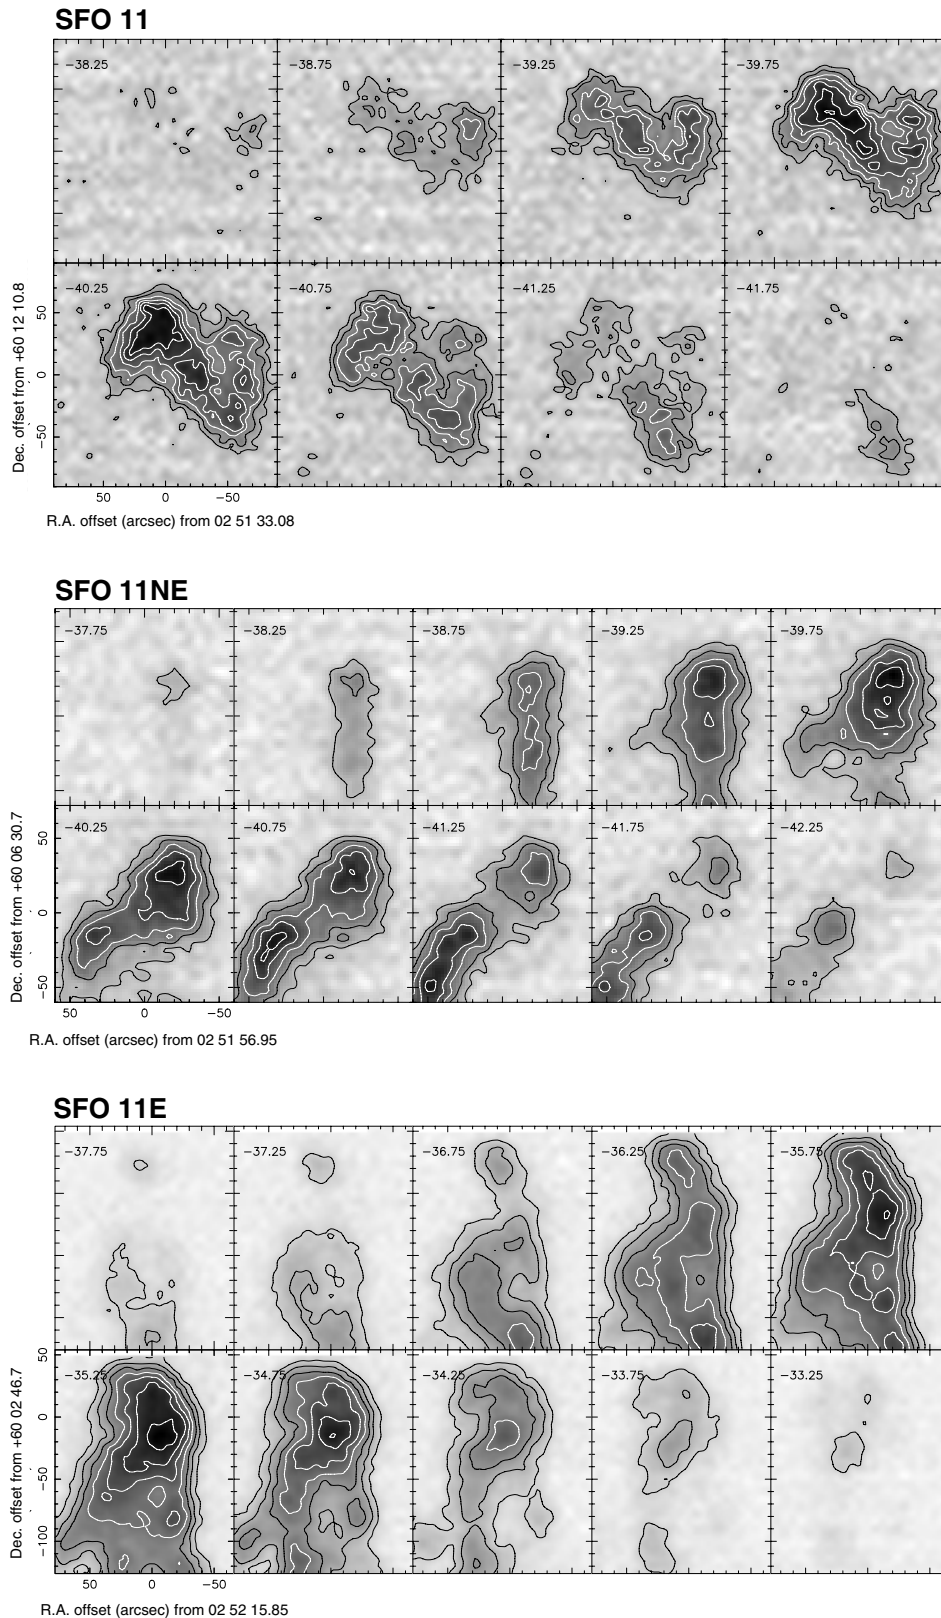 SFO 11
−38.25 −38.75 −39.25 −39.75
−40.25 −40.75 −41.25 −41.75
50
0
−50
Dec. offset from +60 12 10.8
50 0 −50
R.A. offset (arcsec) from 02 51 33.08
SFO 11NE
−37.75 −38.25 −38.75 −39.25 −39.75
−40.25 −40.75 −41.25 −41.75 −42.25
50
0
−50
Dec. offset from +60 06 30.7
50 0 −50
R.A. offset (arcsec) from 02 51 56.95
SFO 11E
−37.75 −37.25 −36.75 −36.25 −35.75
−35.25 −34.75 −34.25 −33.75 −33.25
50
0
−50
−100
Dec. offset from +60 02 46.7
50 0 −50
R.A. offset (arcsec) from 02 52 15.85